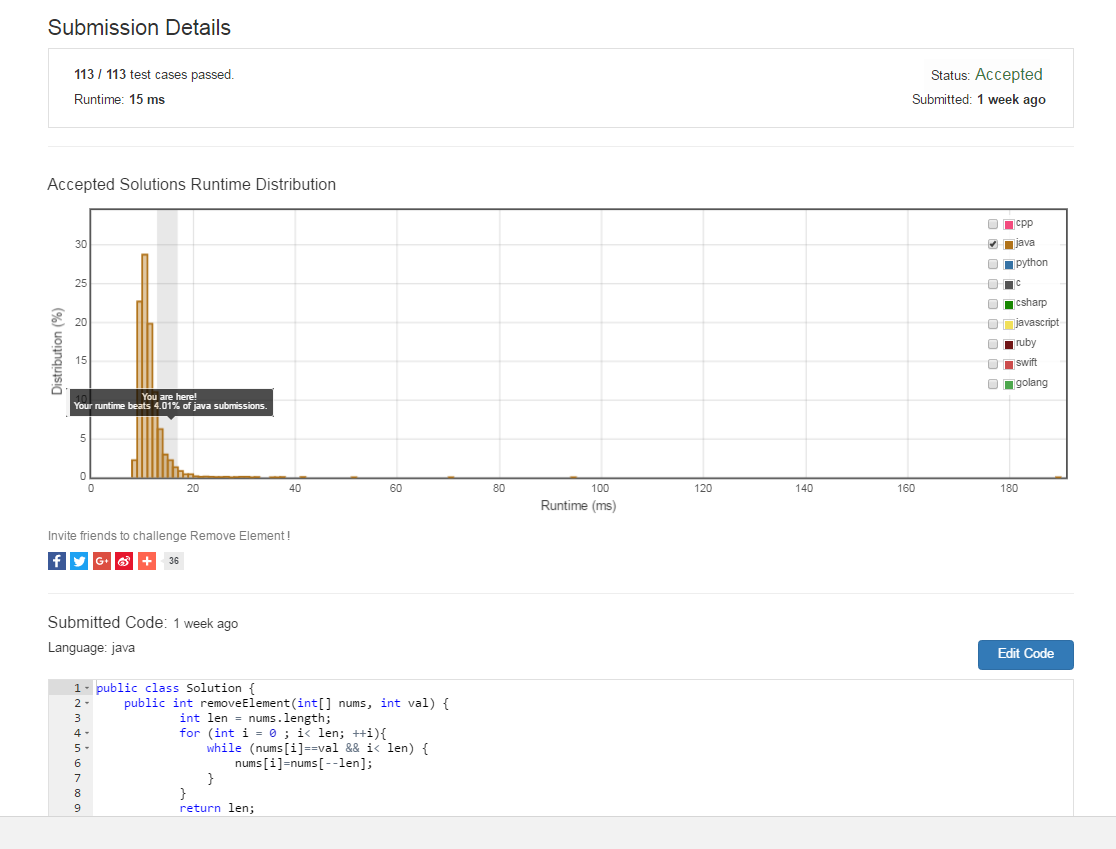 Submission Details
113 / 113 test cases passed.
Status: Accepted
Runtime: 15 ms
Submitted: 1 week ago
Accepted Solutions Runtime Distribution
cpp
java
python
c
csharp
javascript
ruby
swift
golang
Distribution (%)
30
25
20
15
10
5
0
You are here!
Your runtime beats 4.01% of java submissions.
0 20 40 60 80 100 120 140 160 180
Runtime (ms)
Invite friends to challenge Remove Element !
f G+ + 36
Submitted Code: 1 week ago
Language: java
Edit Code
1 public class Solution {
2 public int removeElement(int[] nums, int val) {
3 int len = nums.length;
4 for (int i = 0 ; i< len; ++i){
5 while (nums[i]==val && i< len) {
6 nums[i]=nums[--len];
7 }
8 }
9 return len;